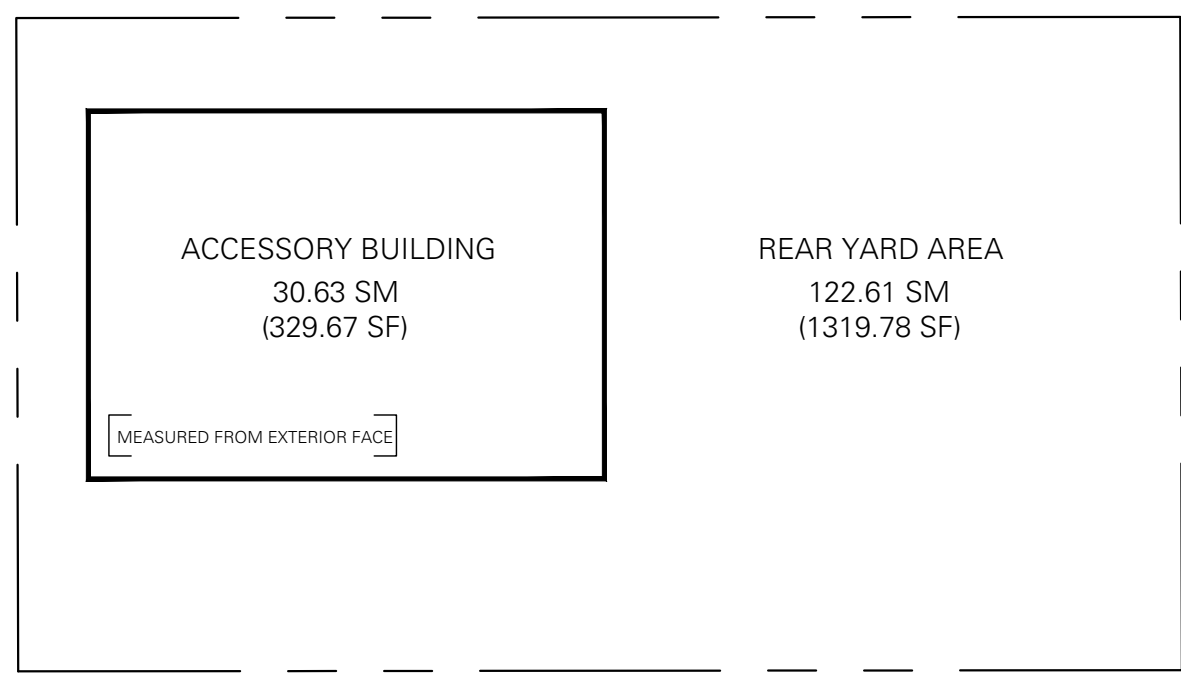 ACCESSORY BUILDING
30.63 SM
(329.67 SF)
MEASURED FROM EXTERIOR FACE
REAR YARD AREA
122.61 SM
(1319.78 SF)